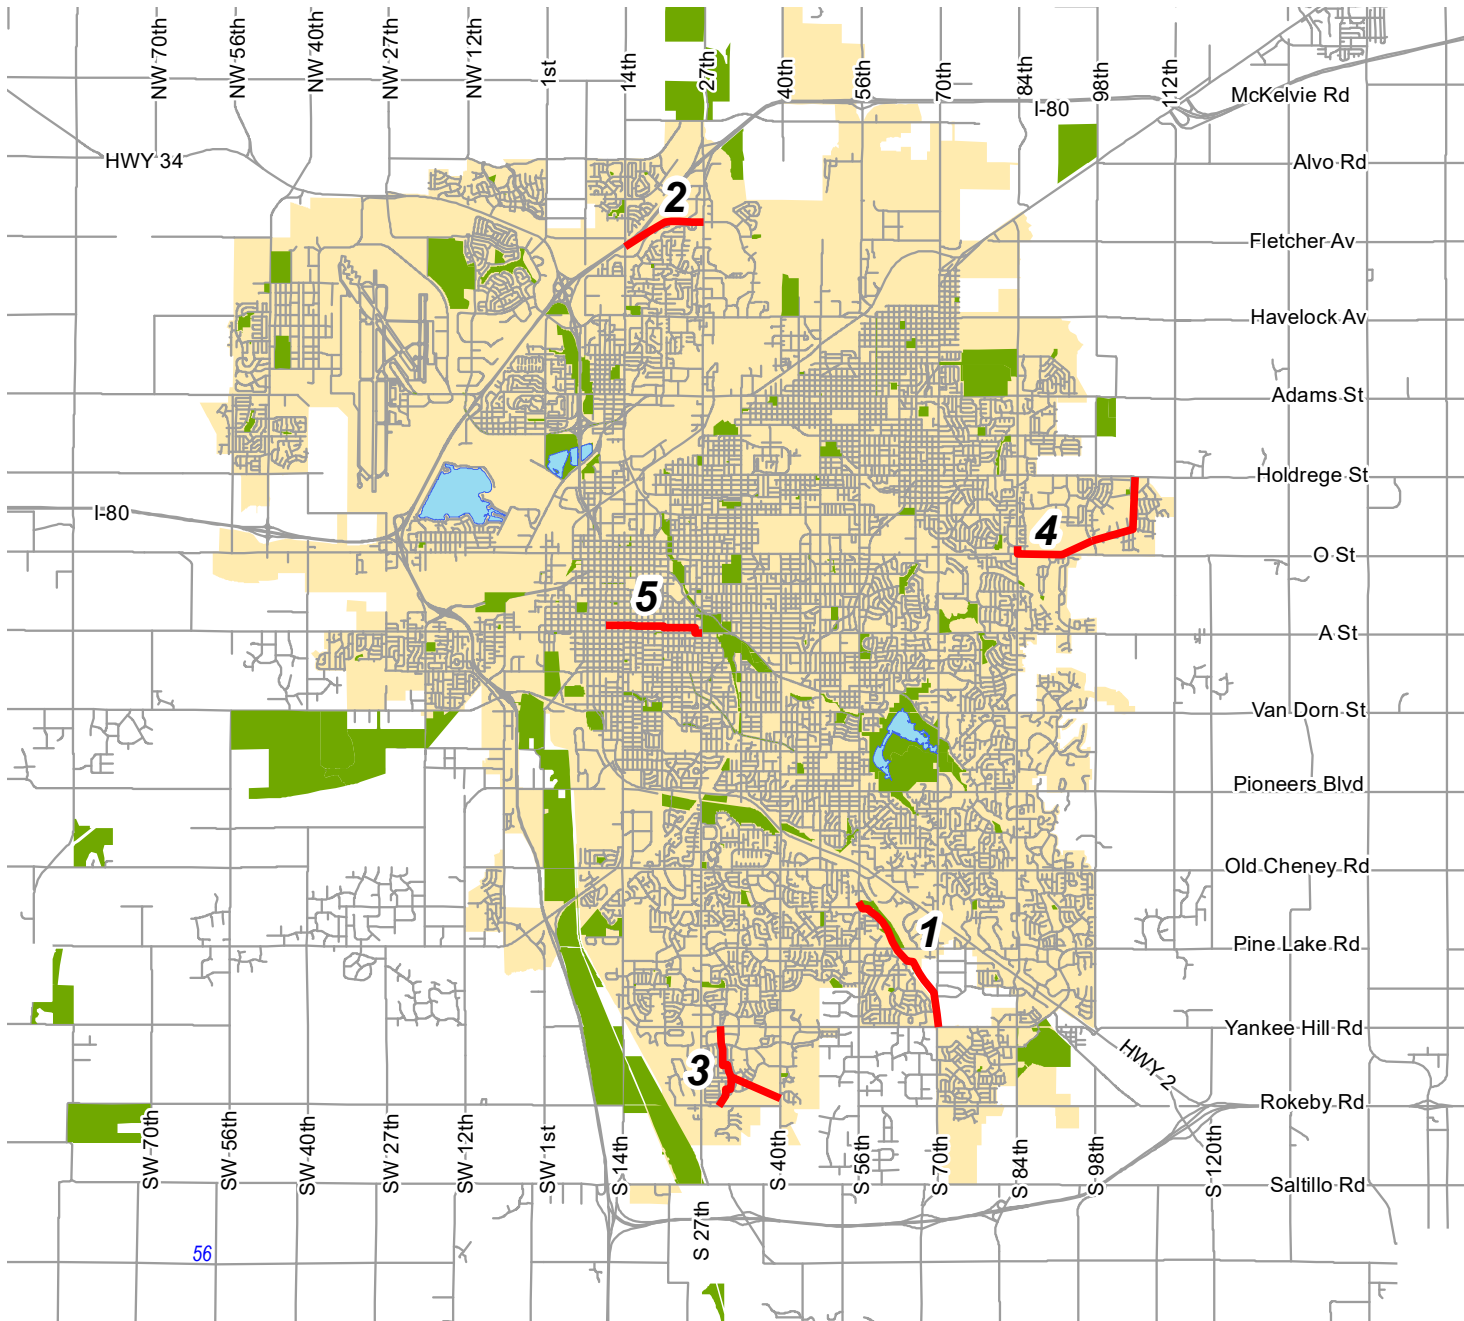 NW 70th
NW 56th
NW 40th
NW 27th
NW 12th
1st
14th
27th
40th
56th
70th
84th
98th
112th
McKelvie Rd
I-80
HWY 34
Alvo Rd
2
Fletcher Av
Havelock Av
Adams St
Holdrege St
I-80
4
O St
5
A St
Van Dorn St
Pioneers Blvd
Old Cheney Rd
1
Pine Lake Rd
Yankee Hill Rd
3
HWY 2
Rokeby Rd
SW 70th
SW 56th
SW 40th
SW 27th
SW 12th
SW 1st
S 14th
S 27th
S 40th
S 56th
S 70th
S 84th
S 98th
S 120th
Saltillo Rd
56